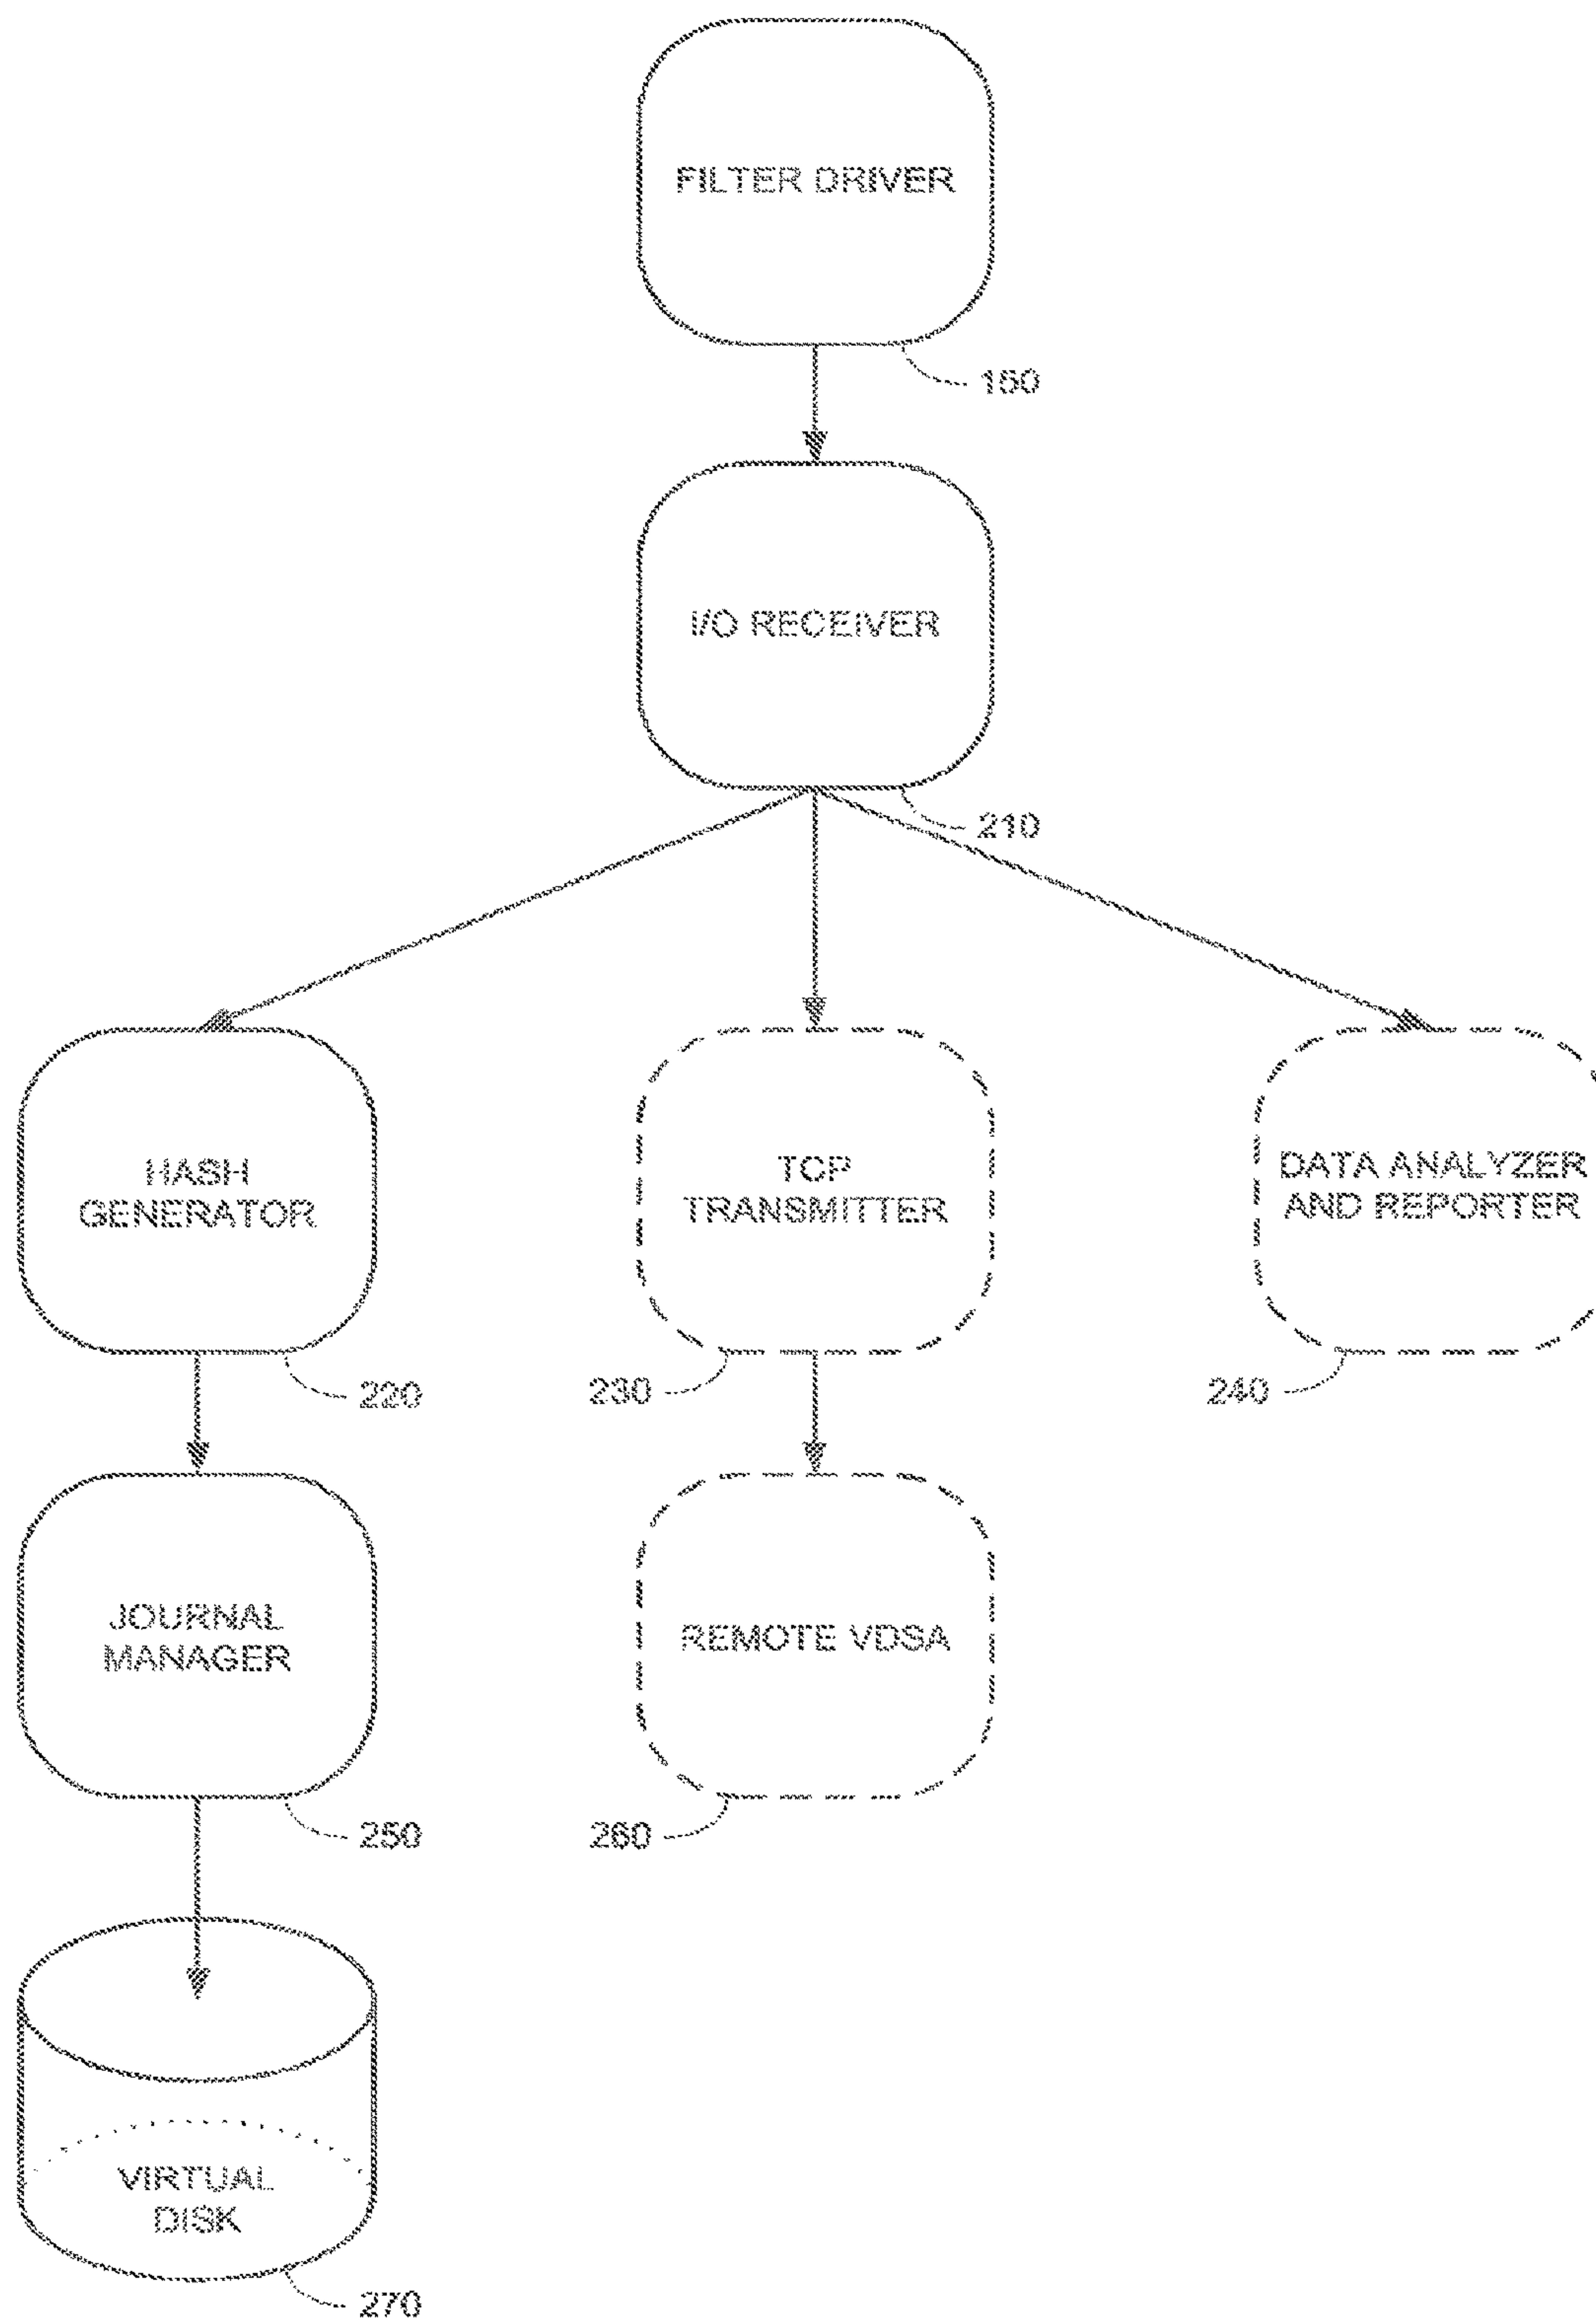 FILTER DRIVER
150
I/O RECEIVER
210
HASH
GENERATOR
220
TCP
TRANSMITTER
230
DATA ANALYZER
AND REPORTER
240
JOURNAL
MANAGER
250
REMOTE VDSA
260
VIRTUAL
DISK
270